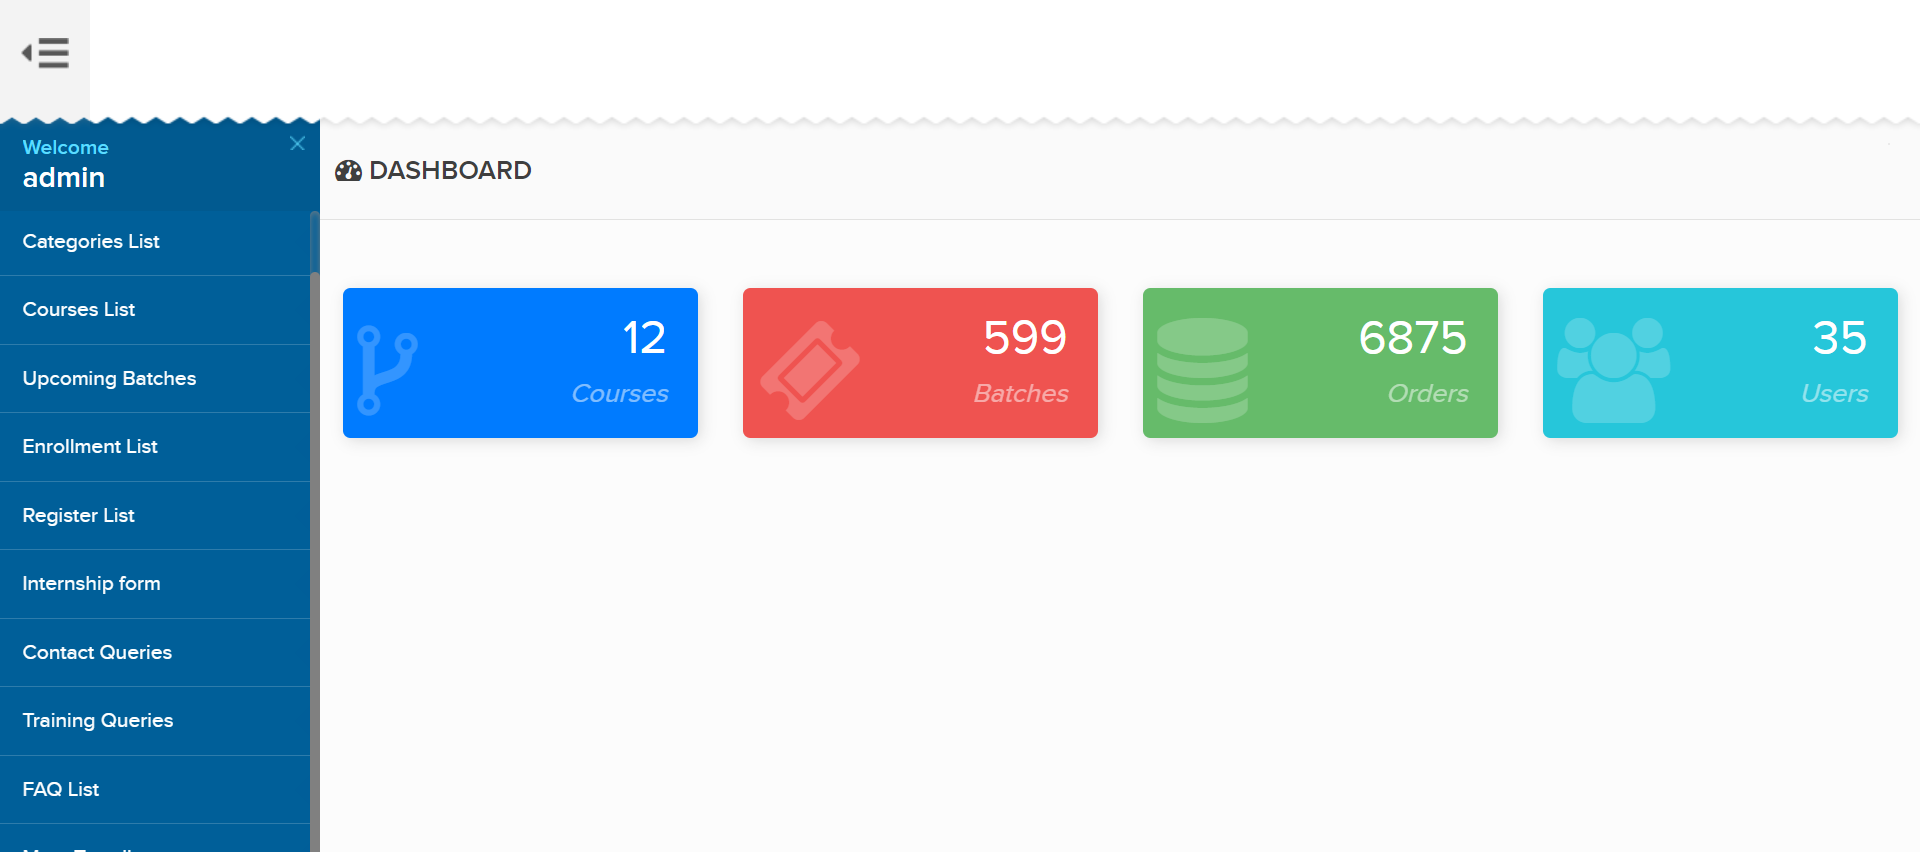 Welcome
admin
Categories List
Courses List
Upcoming Batches
Enrollment List
Register List
Internship form
Contact Queries
Training Queries
FAQ List
DASHBOARD
12
Courses
599
Batches
6875
Orders
35
Users